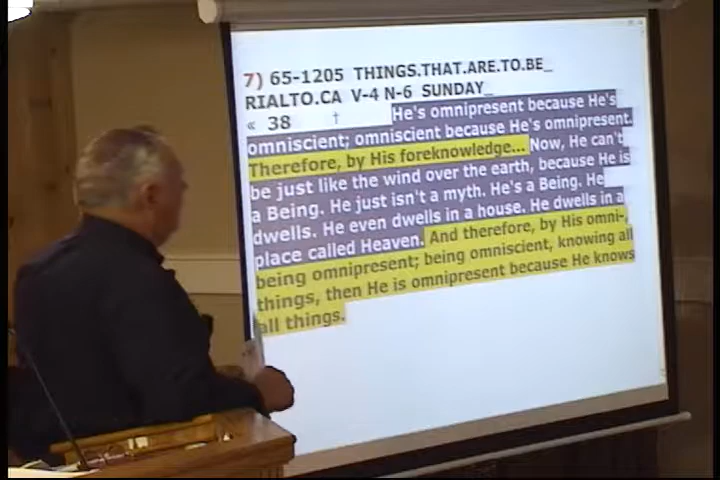 7) 65-1205 THINGS.THAT.ARE.TO.BE_
RIALTO.CA V-4 N-6 SUNDAY_
« 38 † He's omnipresent because He's
omniscient; omniscient because He's omnipresent.
Therefore, by His foreknowledge... Now, He can't
be just like the wind over the earth, because He is
a Being. He just isn't a myth. He's a Being. He
dwells. He even dwells in a house. He dwells in a
place called Heaven. And therefore, by His omni-,
being omnipresent; being omniscient, knowing all
things, then He is omnipresent because He knows
all things.